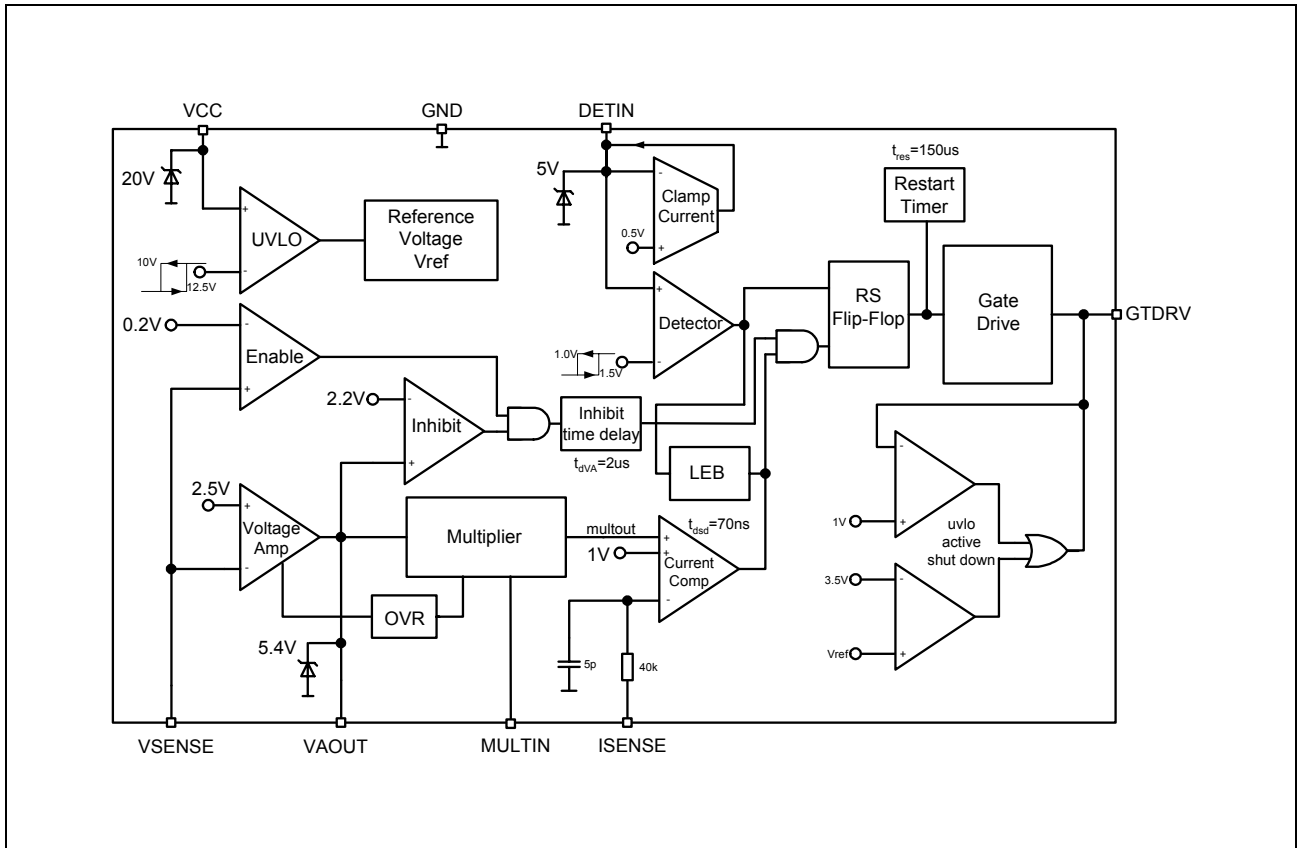 VCC
GND
DETIN
20V
UVLO
+
-
10V
12.5V
Reference
Voltage
Vref
5V
-
Clamp
Current
0.5V
+
t_res=150us
Restart
Timer
+
Detector
-
1.0V
1.5V
RS
Flip-Flop
Gate
Drive
GTDRV
0.2V
-
Enable
+
2.2V
-
Inhibit
+
Inhibit
time delay
t_dVA=2us
LEB
2.5V
+
Voltage
Amp
-
Multiplier
multout
1V
t_dsd=70ns
+
+
Current
Comp
-
OVR
5.4V
5p
40k
-
1V
+
uvlo
active
shut down
3.5V
-
Vref
+
VSENSE
VAOUT
MULTIN
ISENSE